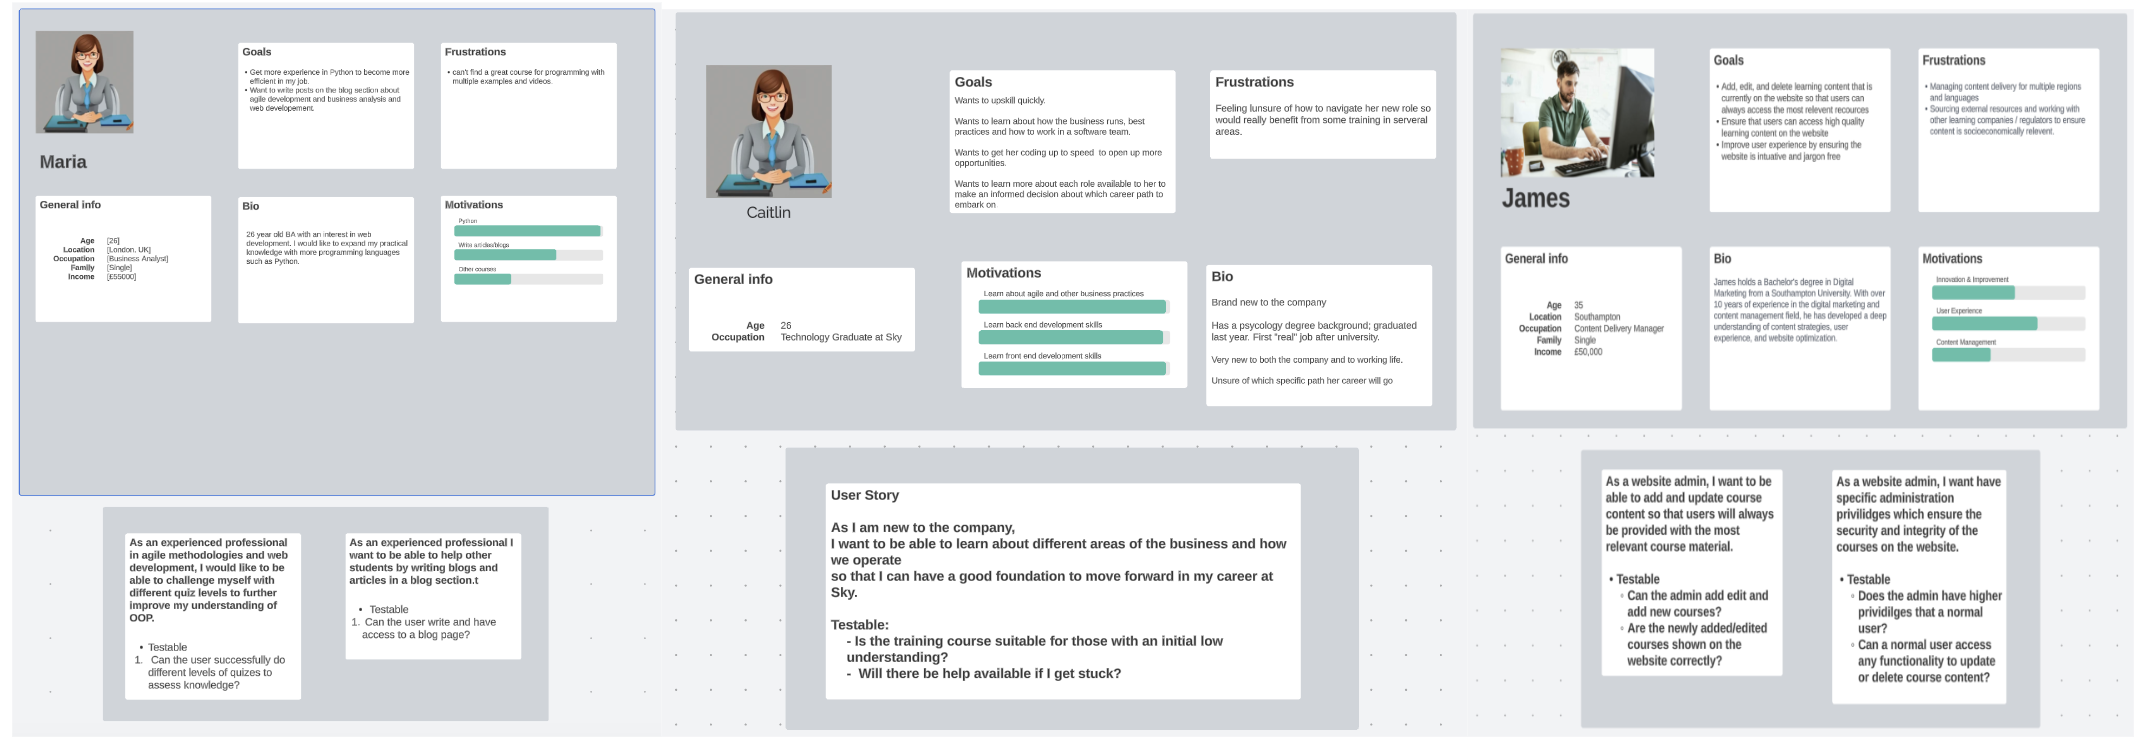 Maria
Goals
• Get more experience in Python to become more
efficient in my job.
• Want to write posts on the blog section about
agile development and business analysis and
web developement.
Frustrations
• can't find a great course for programming with
multiple examples and videos.
General info
Age [26]
Location [London, UK]
Occupation [Business Analyst]
Family [Single]
Income [£55000]
Bio
26 year old BA with an interest in web
development. I would like to expand my practical
knowledge with more programming languages
such as Python.
Motivations
Python
Write articles/blogs
Other courses
As an experienced professional
in agile methodologies and web
development, I would like to be
able to challenge myself with
different quiz levels to further
improve my understanding of
OOP.
• Testable
1. Can the user successfully do
different levels of quizes to
assess knowledge?
As an experienced professional I
want to be able to help other
students by writing blogs and
articles in a blog section.t
• Testable
1. Can the user write and have
access to a blog page?
Caitlin
Goals
Wants to upskill quickly.
Wants to learn about how the business runs, best
practices and how to work in a software team.
Wants to get her coding up to speed to open up more
opportunities.
Wants to learn more about each role available to her to
make an informed decision about which career path to
embark on
Frustrations
Feeling lunsure of how to navigate her new role so
would really benefit from some training in serveral
areas.
General info
Age 26
Occupation Technology Graduate at Sky
Motivations
Learn about agile and other business practices
Learn back end development skills
Learn front end development skills
Bio
Brand new to the company
Has a psycology degree background; graduated
last year. First "real" job after university.
Very new to both the company and to working life.
Unsure of which specific path her career will go
User Story
As I am new to the company,
I want to be able to learn about different areas of the business and how
we operate
so that I can have a good foundation to move forward in my career at
Sky.
Testable:
- Is the training course suitable for those with an initial low
understanding?
- Will there be help available if I get stuck?
James
Goals
• Add, edit, and delete learning content that is
currently on the website so that users can
always access the most relevant resources
• Ensure that users can access high quality
learning content on the website
• Improve user experience by ensuring the
website is intuative and jargon free
Frustrations
• Managing content delivery for multiple regions
and languages
• Sourcing external resources and working with
other learning companies / regulators to ensure
content is socioeconomically relevent.
General info
Age 35
Location Southampton
Occupation Content Delivery Manager
Family Single
Income £50,000
Bio
James holds a Bachelor's degree in Digital
Marketing from a Southampton University. With over
10 years of experience in the digital marketing and
content management field, he has developed a deep
understanding of content strategies, user
experience, and website optimization.
Motivations
Innovation & Improvement
User Experience
Content Management
As a website admin, I want to be
able to add and update course
content so that users will always
be provided with the most
relevant course material.
• Testable
◦ Can the admin add edit and
add new courses?
◦ Are the newly added/edited
courses shown on the
website correctly?
As a website admin, I want have
specific administration
privilidges which ensure the
security and integrity of the
courses on the website.
• Testable
◦ Does the admin have higher
prividilges that a normal
user?
◦ Can a normal user access
any functionality to update
or delete course content?